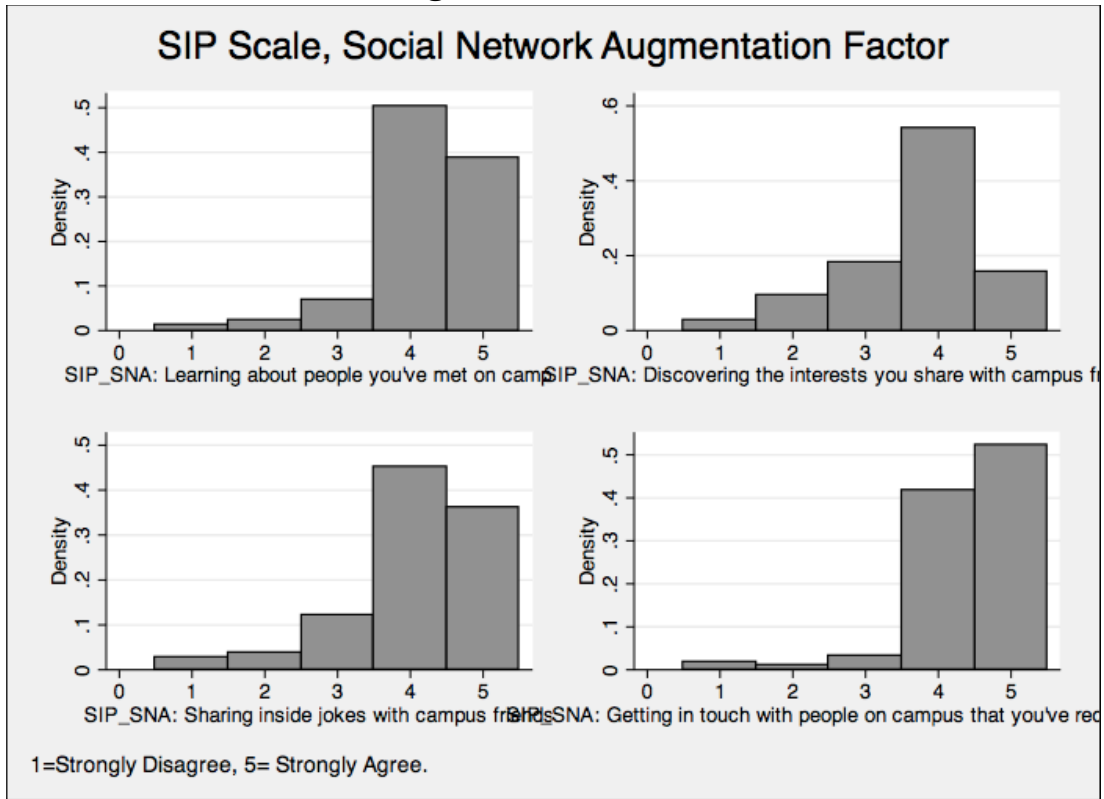 SIP Scale, Social Network Augmentation Factor
Density
.5
.4
.3
.2
.1
0
0 1 2 3 4 5
SIP_SNA: Learning about people you've met on camp
Density
.6
.4
.2
0
0 1 2 3 4 5
SIP_SNA: Discovering the interests you share with campus fr
Density
.5
.4
.3
.2
.1
0
0 1 2 3 4 5
SIP_SNA: Sharing inside jokes with campus friends
Density
.5
.4
.3
.2
.1
0
0 1 2 3 4 5
SIP_SNA: Getting in touch with people on campus that you've rec
1=Strongly Disagree, 5= Strongly Agree.